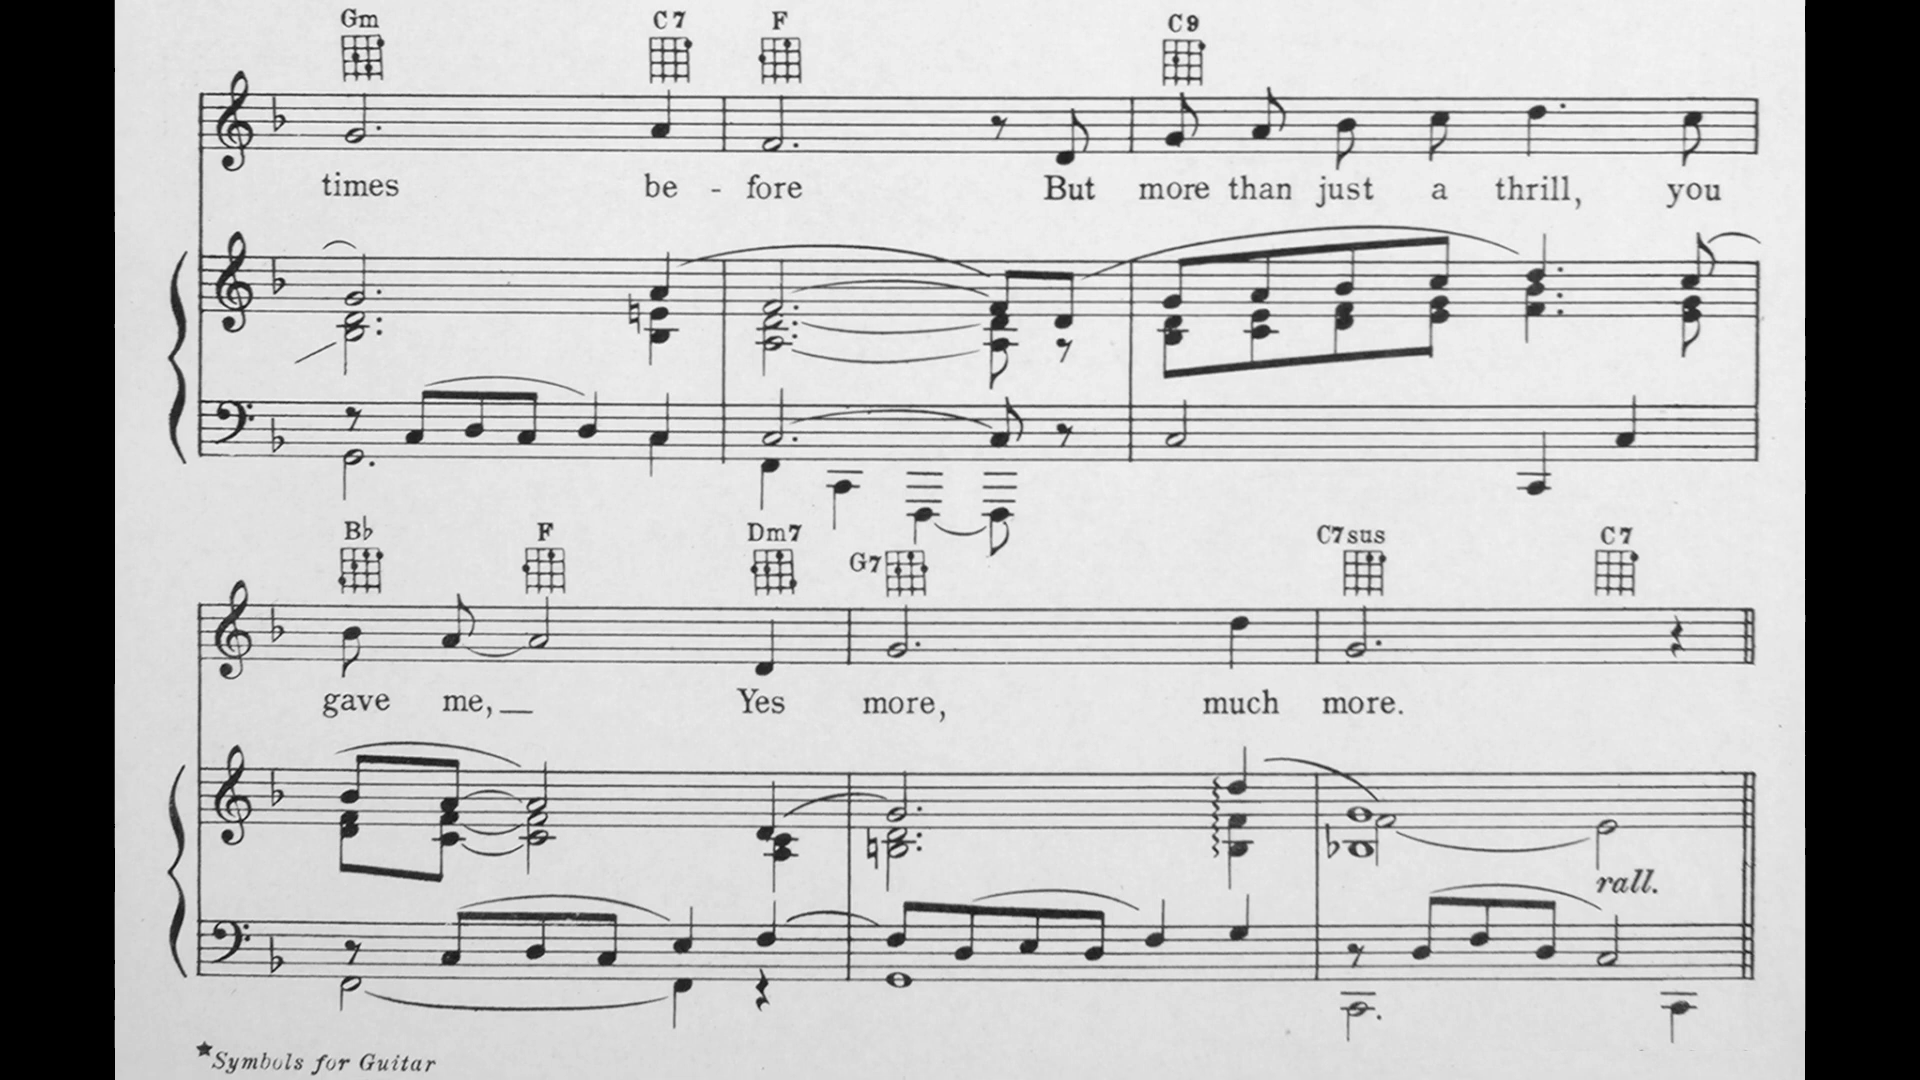 Gm C7 F C9
times be - fore But more than just a thrill, you
B♭ F Dm7 G7 C7sus C7
gave me, Yes more, much more.
rall.
★Symbols for Guitar